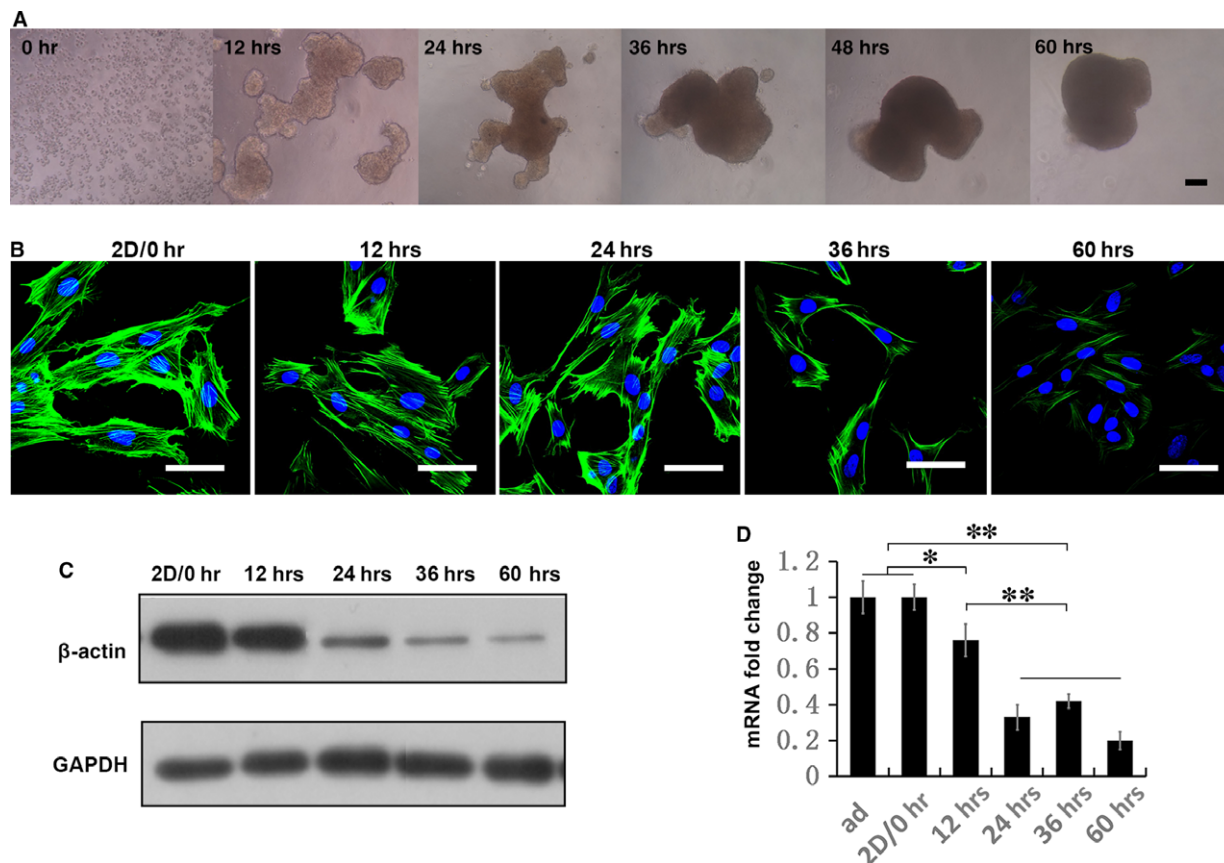 A
0 hr 12 hrs 24 hrs 36 hrs 48 hrs 60 hrs
B 2D/0 hr 12 hrs 24 hrs 36 hrs 60 hrs
C
2D/0 hr 12 hrs 24 hrs 36 hrs 60 hrs
β-actin
GAPDH
D
**
*
**
mRNA fold change
1.2
1
0.8
0.6
0.4
0.2
0
ad 2D/0 hr 12 hrs 24 hrs 36 hrs 60 hrs